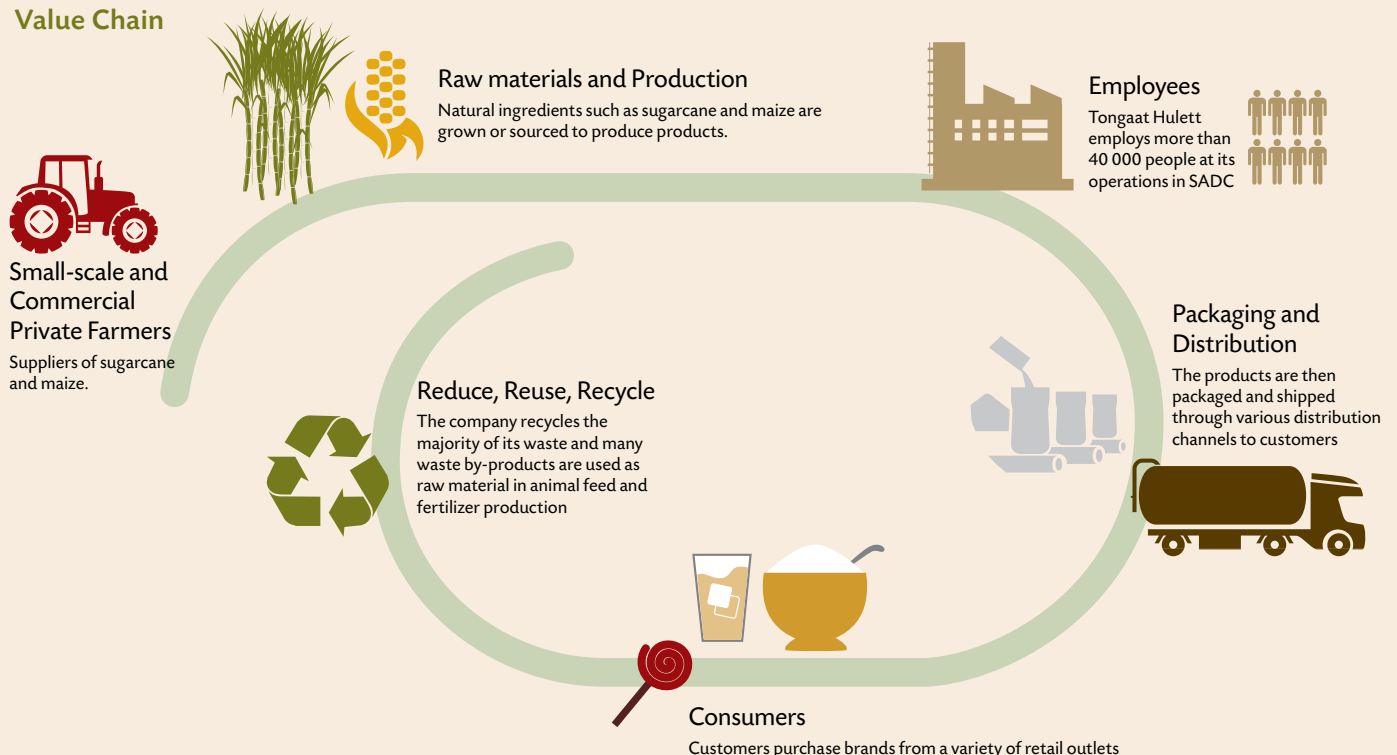 Value Chain
Raw materials and Production
Natural ingredients such as sugarcane and maize are
grown or sourced to produce products.
Employees
Tongaat Hulett
employs more than
40 000 people at its
operations in SADC
Small-scale and
Commercial
Private Farmers
Suppliers of sugarcane
and maize.
Packaging and
Distribution
The products are then
packaged and shipped
through various distribution
channels to customers
Reduce, Reuse, Recycle
The company recycles the
majority of its waste and many
waste by-products are used as
raw material in animal feed and
fertilizer production
Consumers
Customers purchase brands from a variety of retail outlets